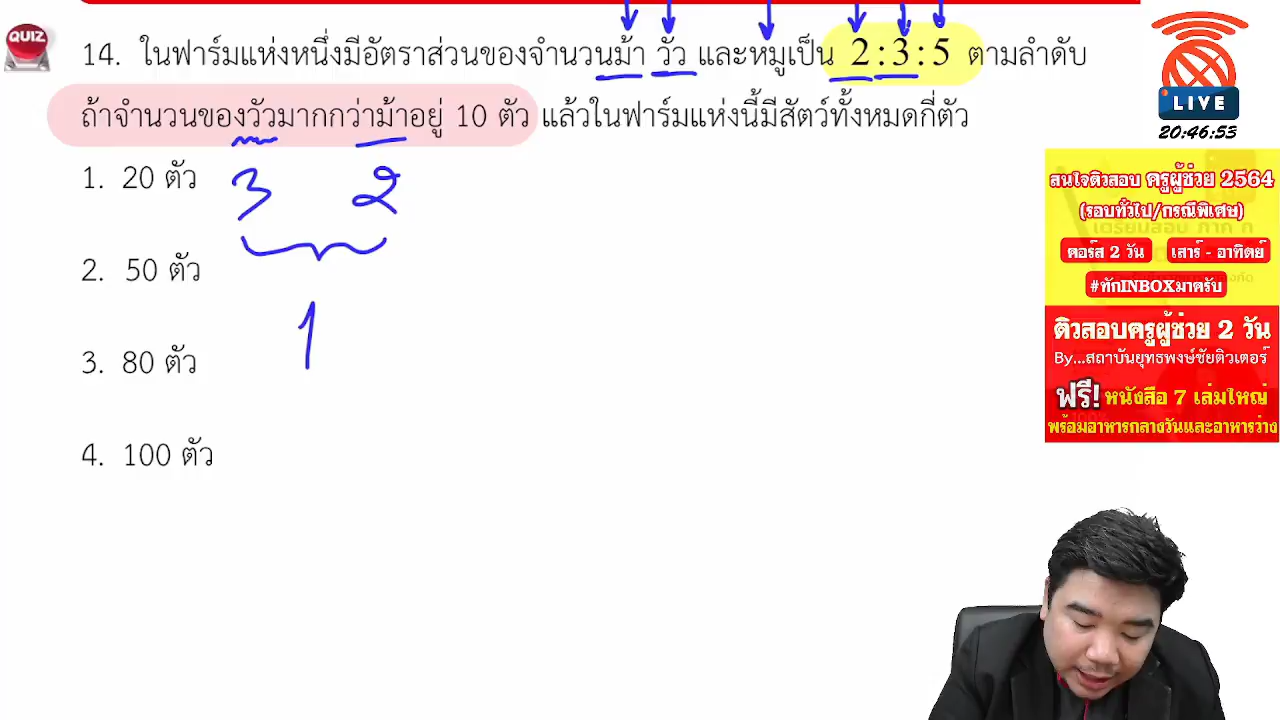 QUIZ
14. ในฟาร์มแห่งหนึ่งมีอัตราส่วนของจำนวนม้า วัว และหมูเป็น 2:3:5 ตามลำดับ
ถ้าจำนวนของวัวมากกว่าม้าอยู่ 10 ตัว แล้วในฟาร์มแห่งนี้มีสัตว์ทั้งหมดกี่ตัว
1. 20 ตัว
3 2
2. 50 ตัว
1
3. 80 ตัว
4. 100 ตัว
LIVE
20:46:53
สนใจติวสอบ ครูผู้ช่วย 2564
(รอบทั่วไป/กรณีพิเศษ)
คอร์ส 2 วัน เสาร์ - อาทิตย์
#ทักINBOXมาครับ
ติวสอบครูผู้ช่วย 2 วัน
By...สถาบันยุทธพงษ์ชัยติวเตอร์
ฟรี! หนังสือ 7 เล่มใหญ่
พร้อมอาหารกลางวันและอาหารว่าง